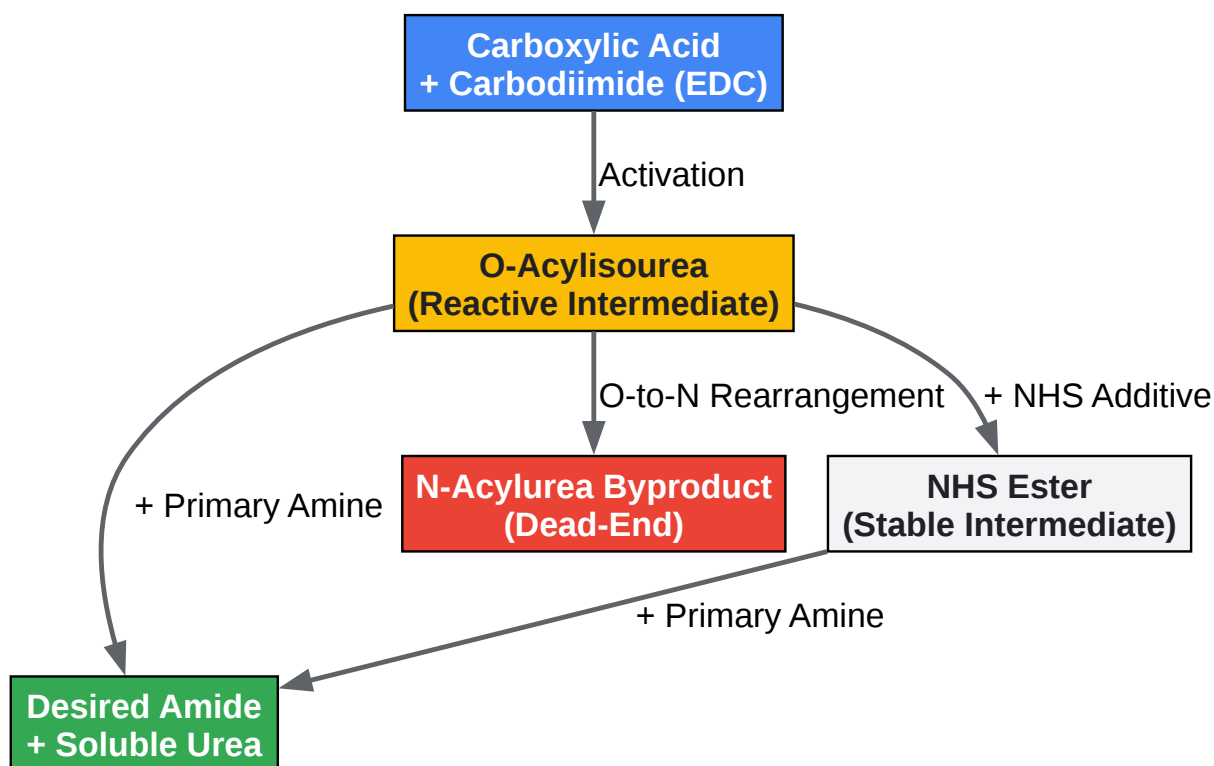 Carboxylic Acid
+ Carbodiimide (EDC)
Activation
O-Acylisourea
(Reactive Intermediate)
O-to-N Rearrangement
+ NHS Additive
+ Primary Amine
N-Acylurea Byproduct
(Dead-End)
NHS Ester
(Stable Intermediate)
+ Primary Amine
Desired Amide
+ Soluble Urea